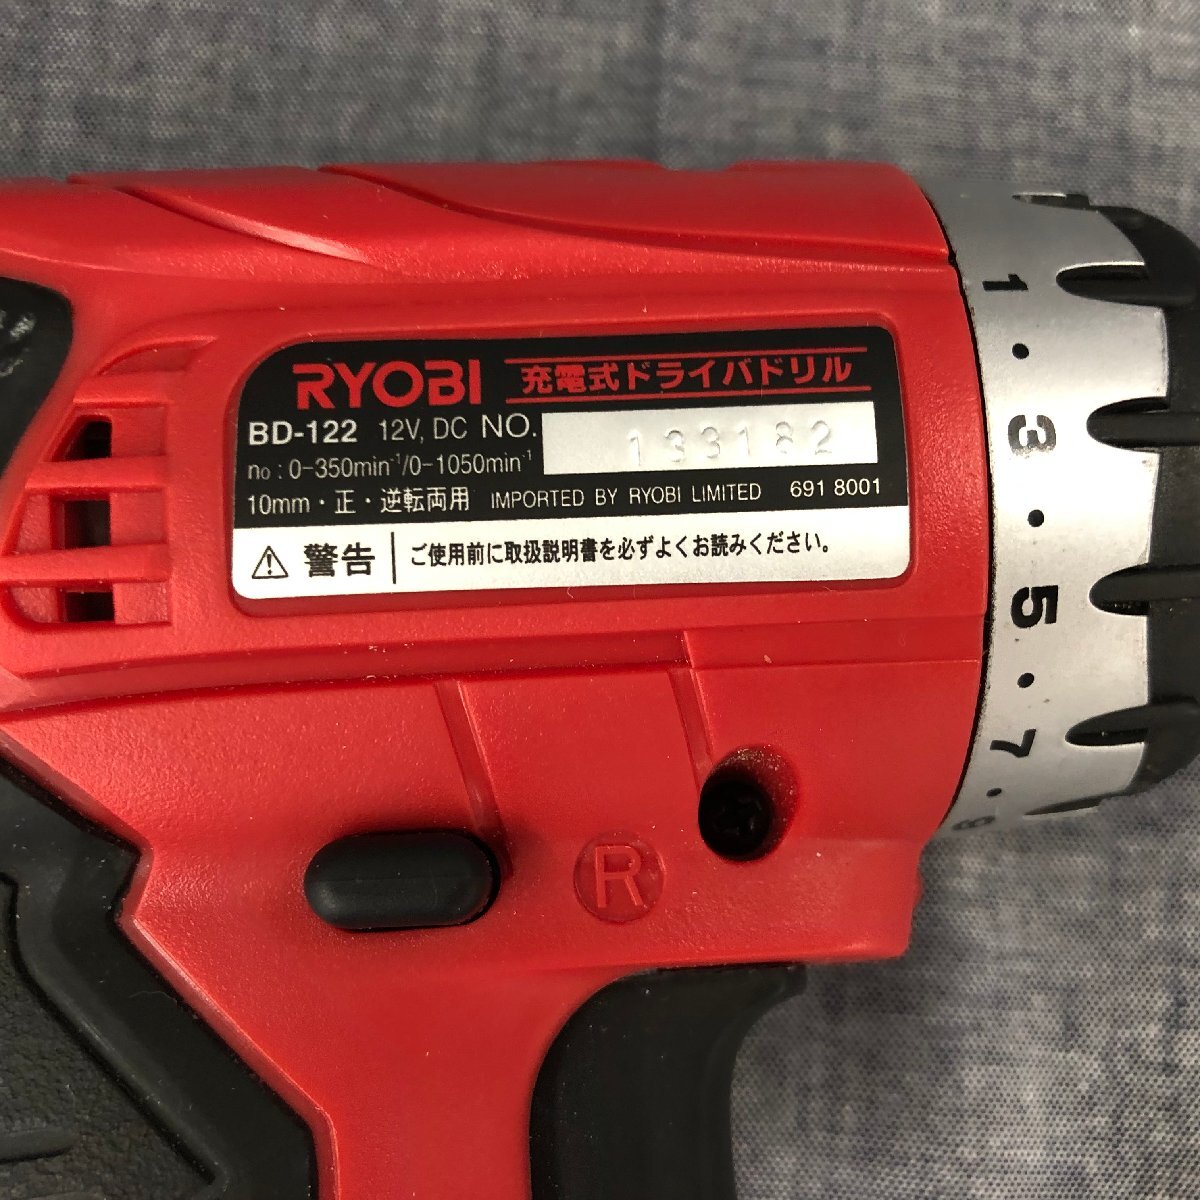 RYOBI 充電式ドライバドリル
BD-122 12V, DC NO. 133182
no : 0-350min⁻¹/0-1050min⁻¹
10mm・正・逆転両用 IMPORTED BY RYOBI LIMITED 691 8001
⚠ 警告 ご使用前に取扱説明書を必ずよくお読みください。
1
•
3
•
5
•
7
•
9
R